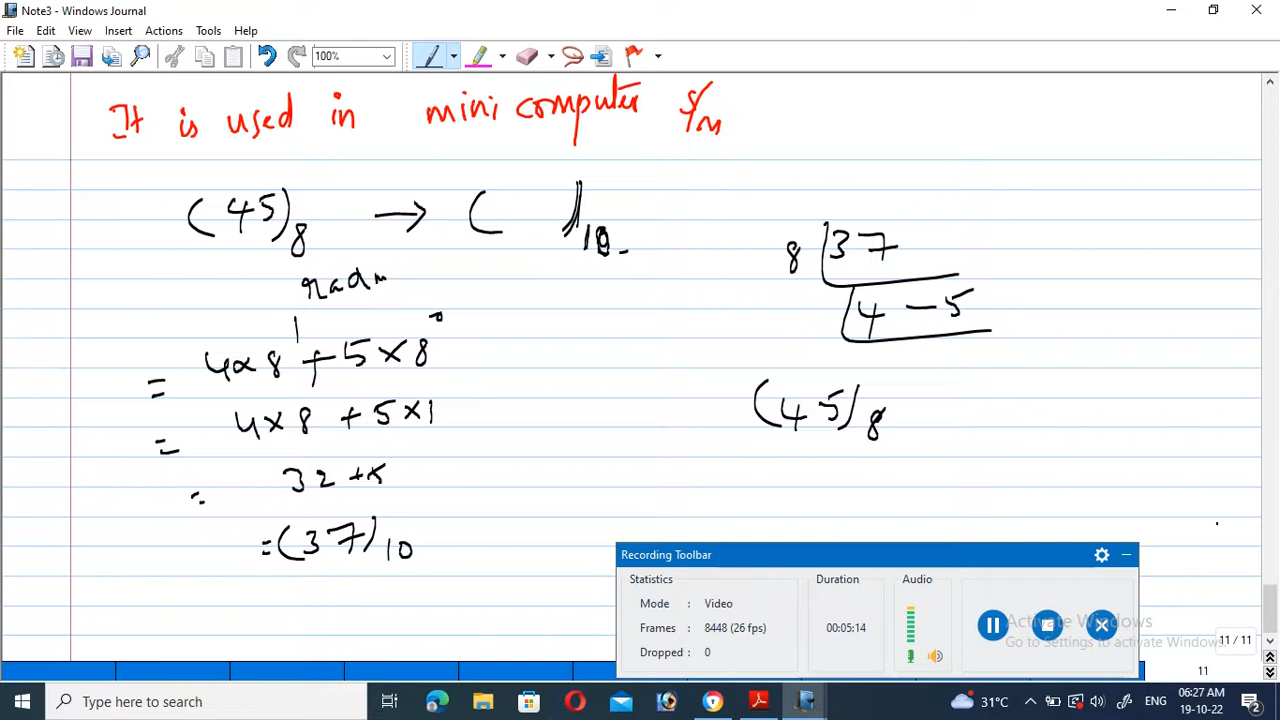 Note3 - Windows Journal
File Edit View Insert Actions Tools Help
100%
It is used in mini computer S/m
(45)8 → ( )10
radix
= 4×8¹ + 5×8⁰
= 4×8 + 5×1
= 32 + 5
= (37)10
8 37
4 – 5
(45)8
Recording Toolbar
Statistics Duration Audio
Mode : Video
Frames : 8448 (26 fps) 00:05:14
Dropped : 0
Activate Windows
Go to Settings to activate Windows.
11 / 11
11
Type here to search
31°C ENG 06:27 AM
19-10-22 2